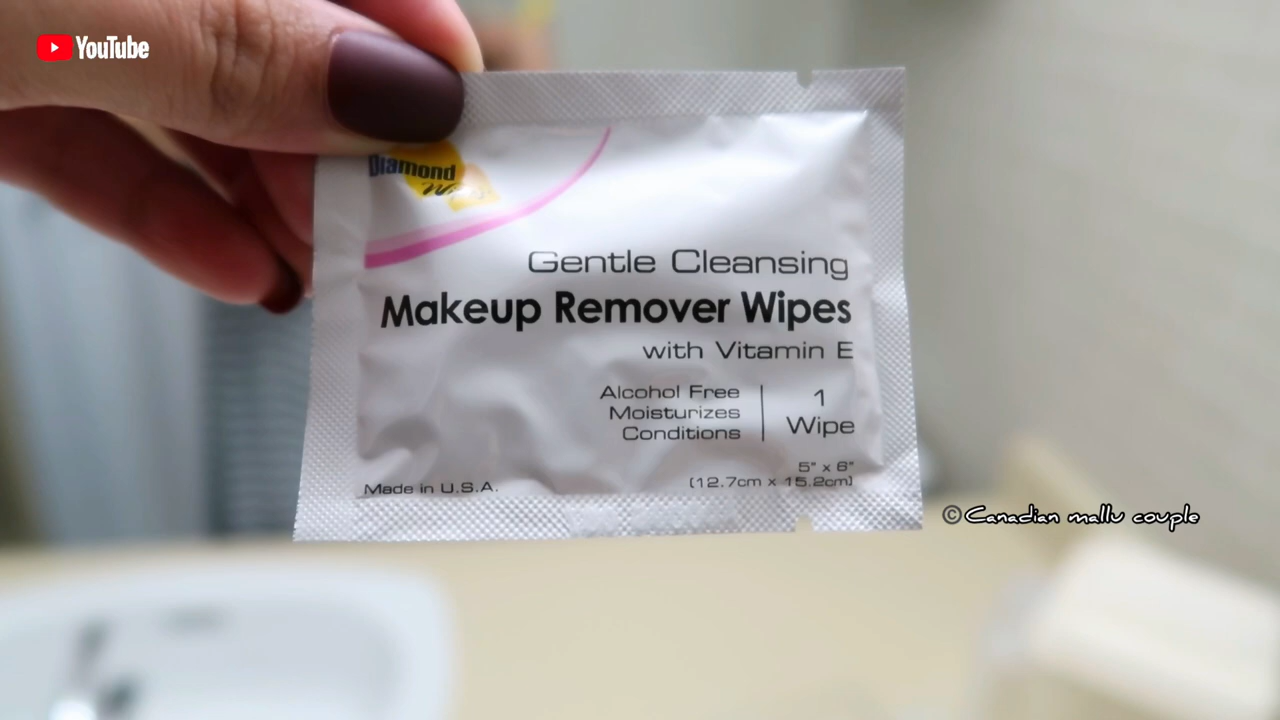 YouTube
Diamond
Gentle Cleansing
Makeup Remover Wipes
with Vitamin E
Alcohol Free
Moisturizes
Conditions
1
Wipe
5" x 6"
(12.7cm x 15.2cm)
Made in U.S.A.
©Canadian mallu couple